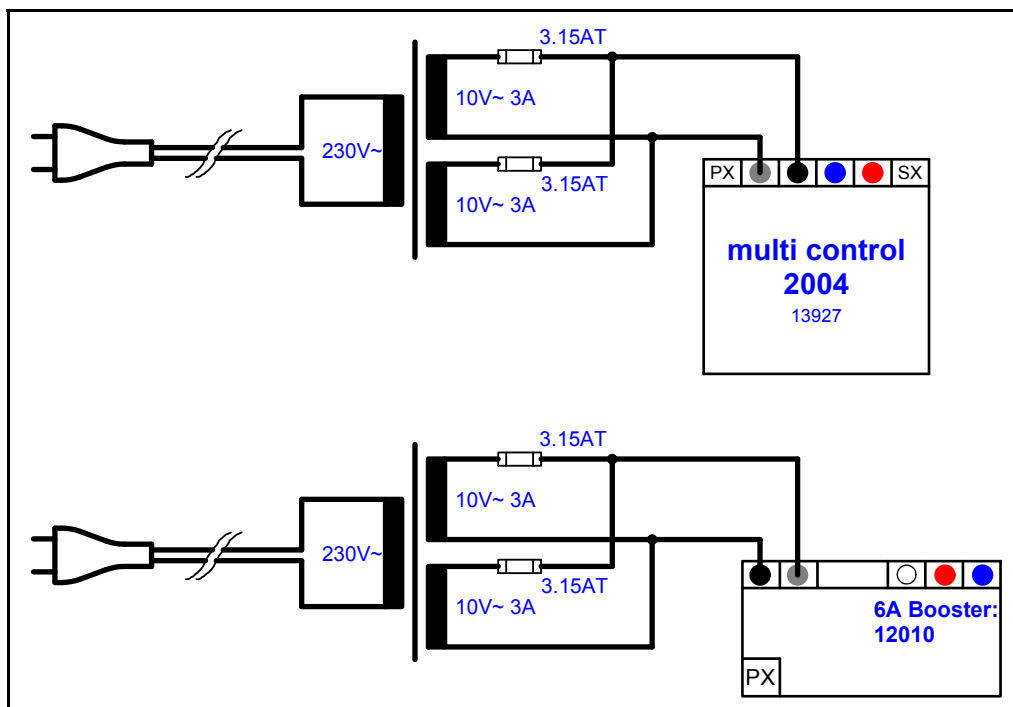 3.15AT
10V~ 3A
230V~
3.15AT
10V~ 3A
PX SX
multi control
2004
13927
3.15AT
10V~ 3A
230V~
3.15AT
10V~ 3A
6A Booster:
12010
PX